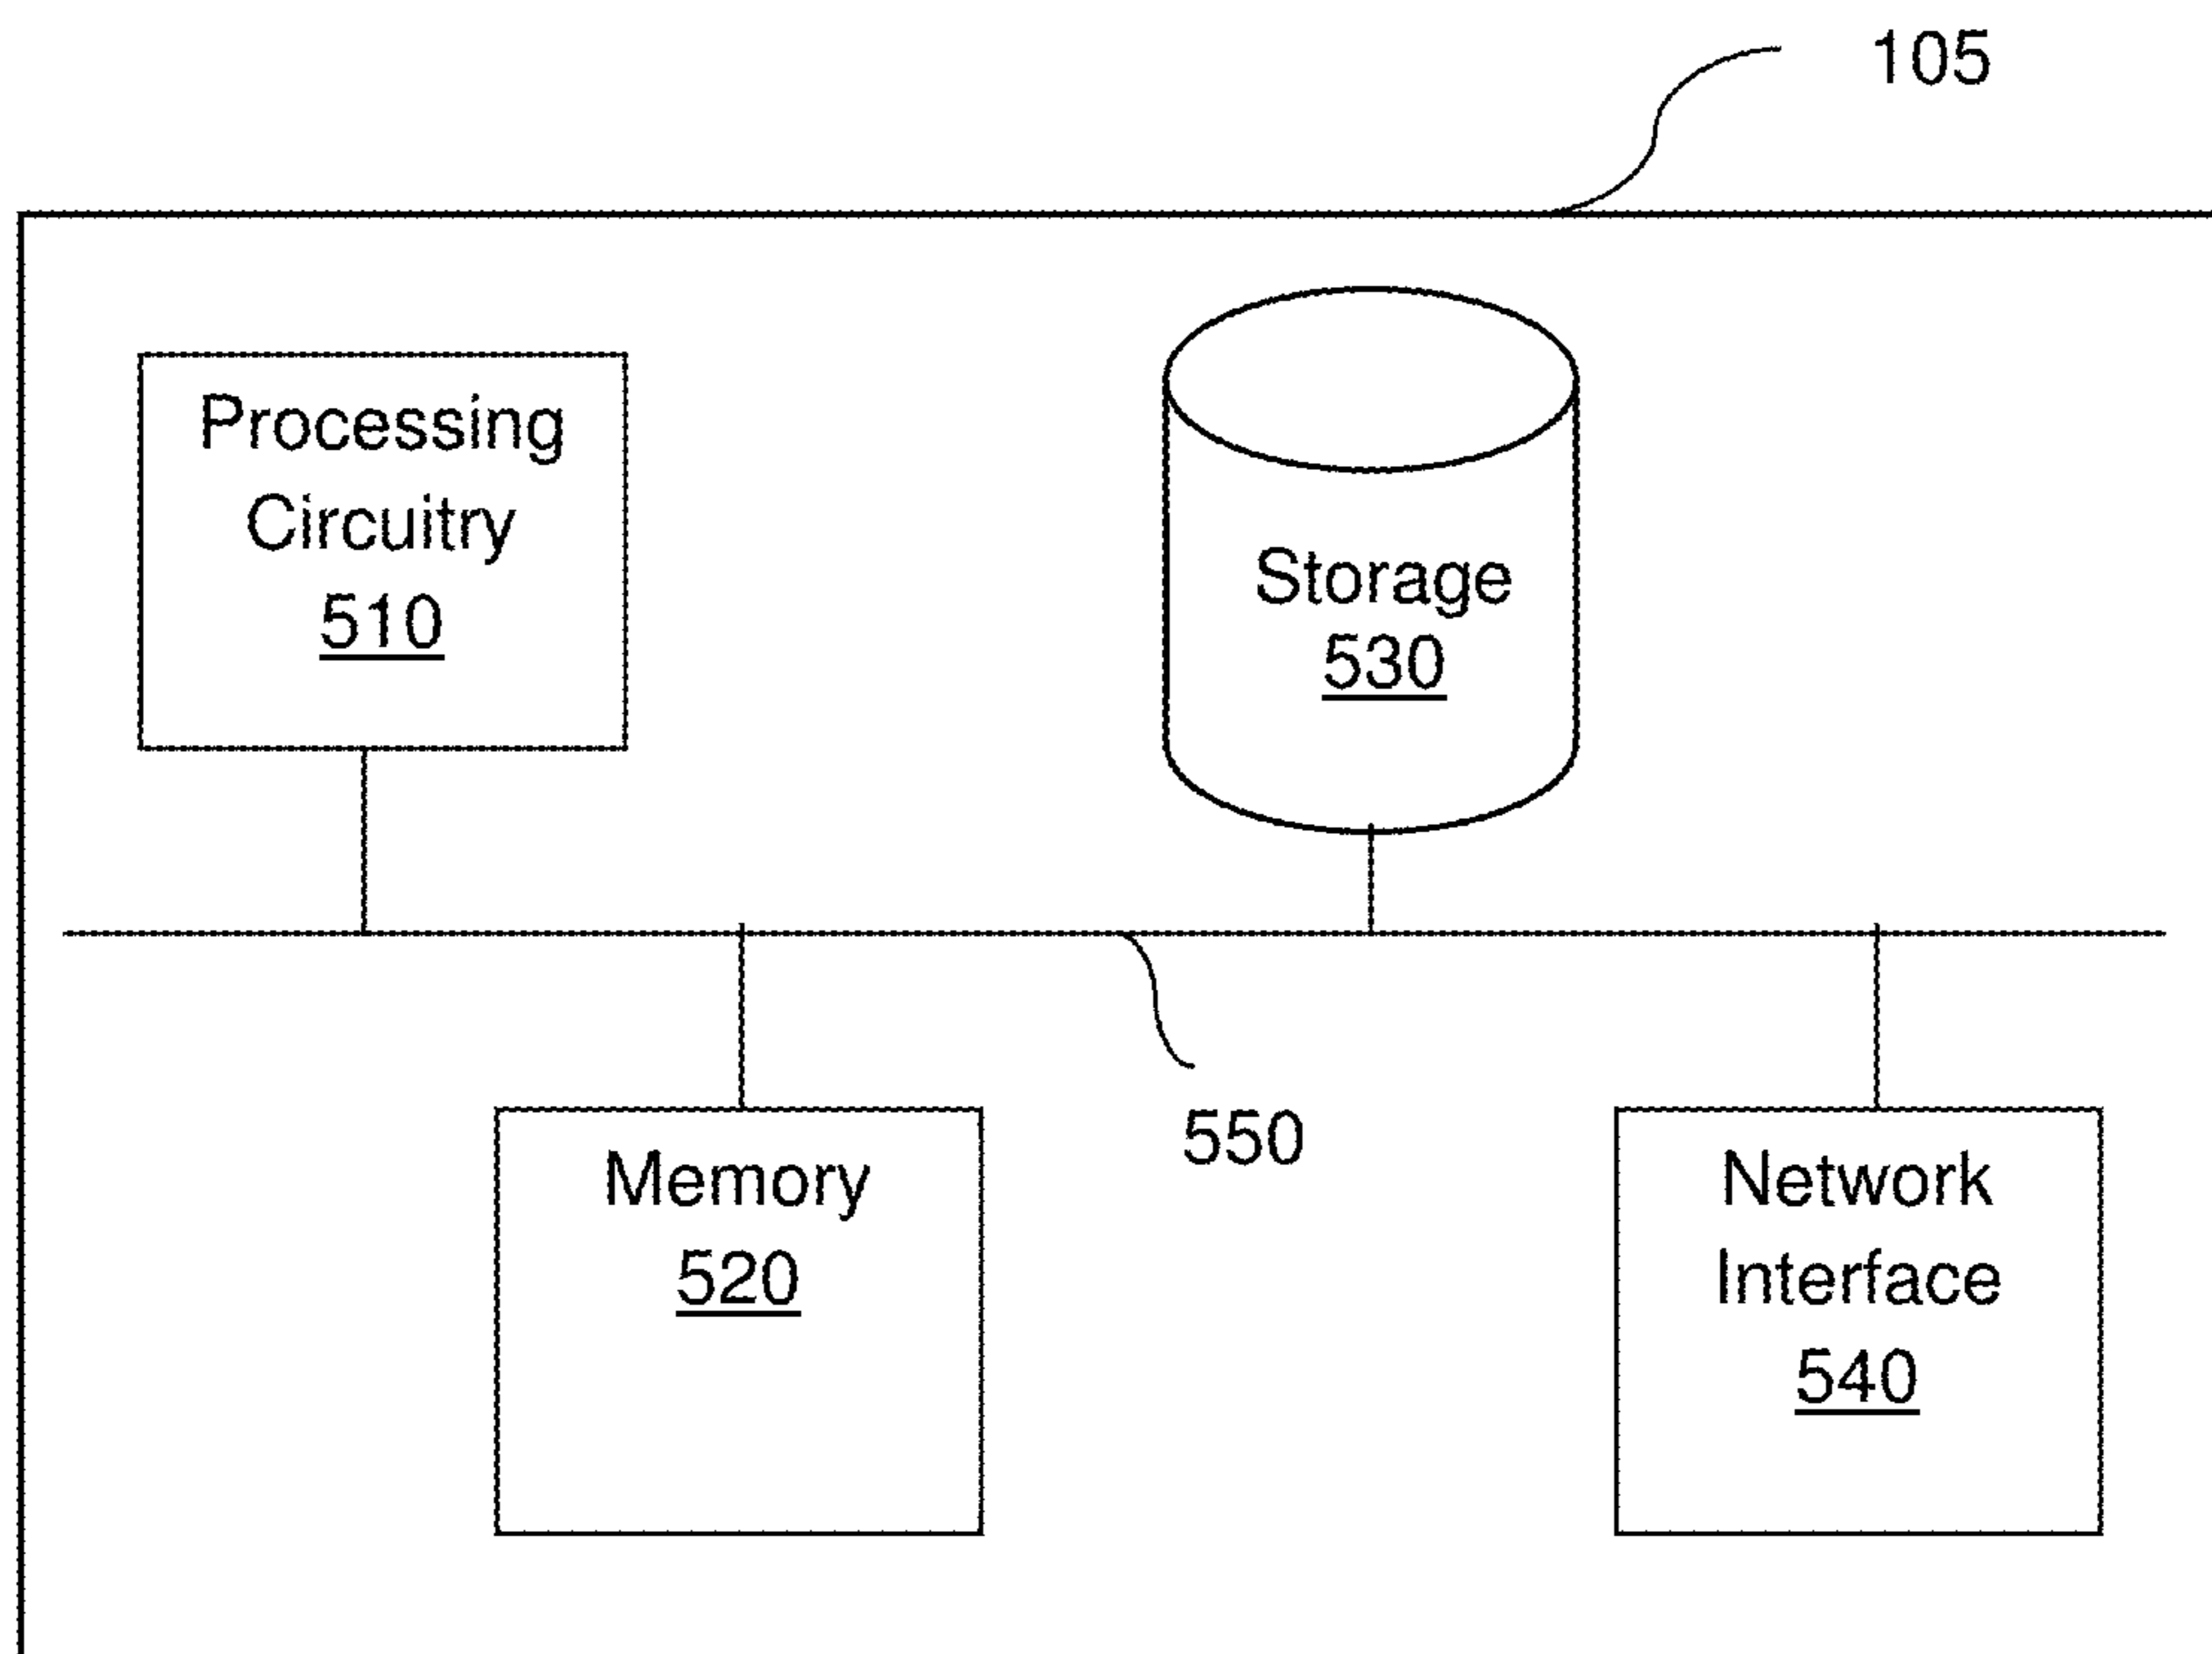 105
Processing
Circuitry
510
Storage
530
550
Memory
520
Network
Interface
540